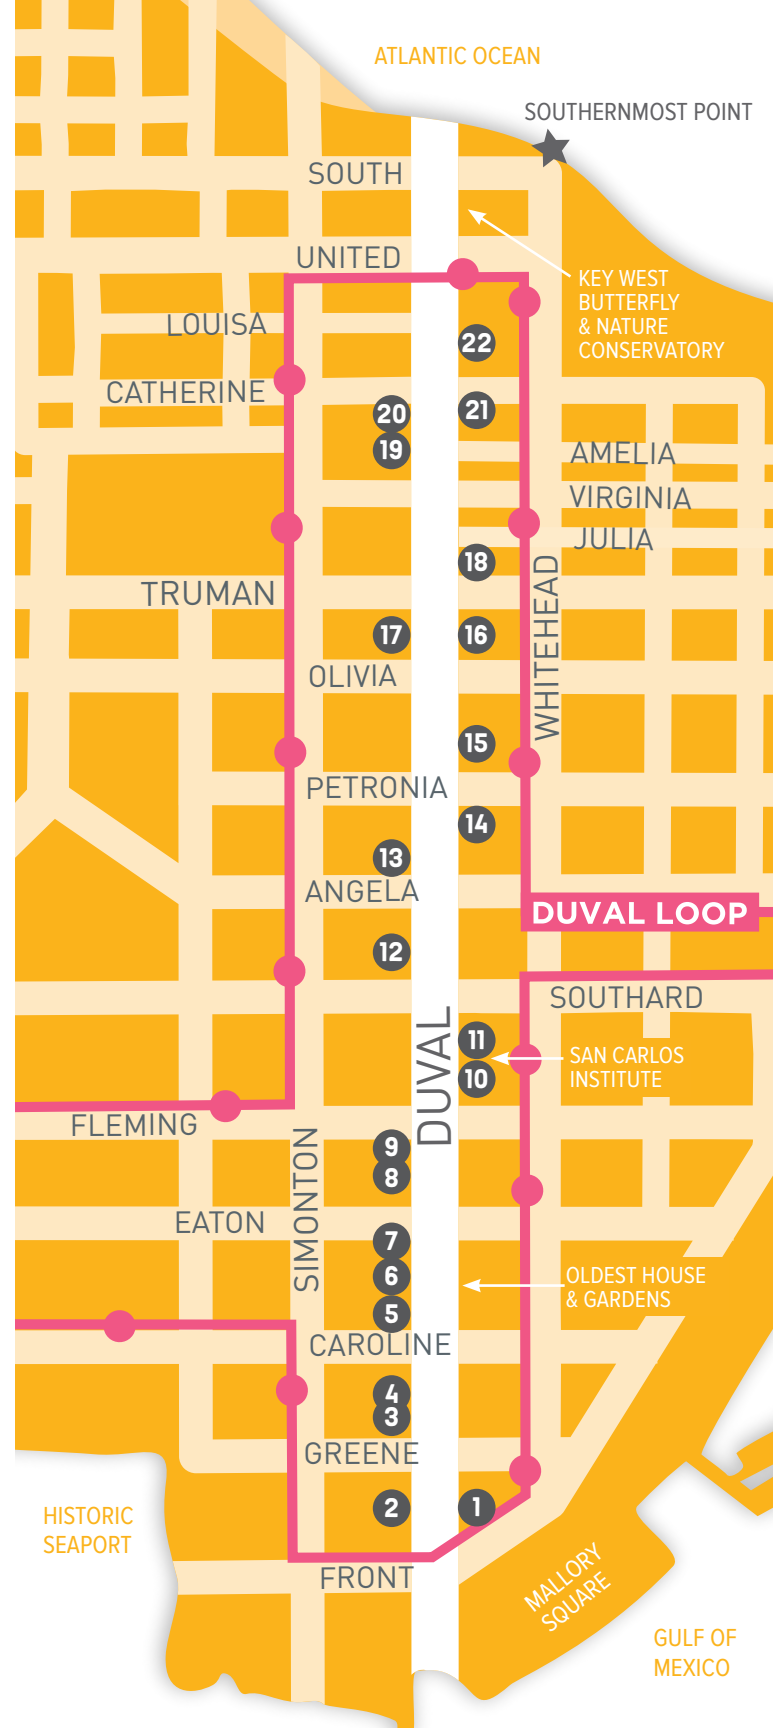 ATLANTIC OCEAN
SOUTHERNMOST POINT
SOUTH
UNITED
KEY WEST
BUTTERFLY
& NATURE
CONSERVATORY
LOUISA
22
CATHERINE
20
21
19
AMELIA
VIRGINIA
JULIA
18
TRUMAN
WHITEHEAD
17
16
OLIVIA
15
PETRONIA
14
13
ANGELA
DUVAL LOOP
12
SOUTHARD
DUVAL
11
SAN CARLOS
INSTITUTE
10
FLEMING
SIMONTON
9
8
EATON
7
6
OLDEST HOUSE
& GARDENS
5
CAROLINE
4
3
GREENE
2
1
HISTORIC
SEAPORT
FRONT
MALLORY
SQUARE
GULF OF
MEXICO